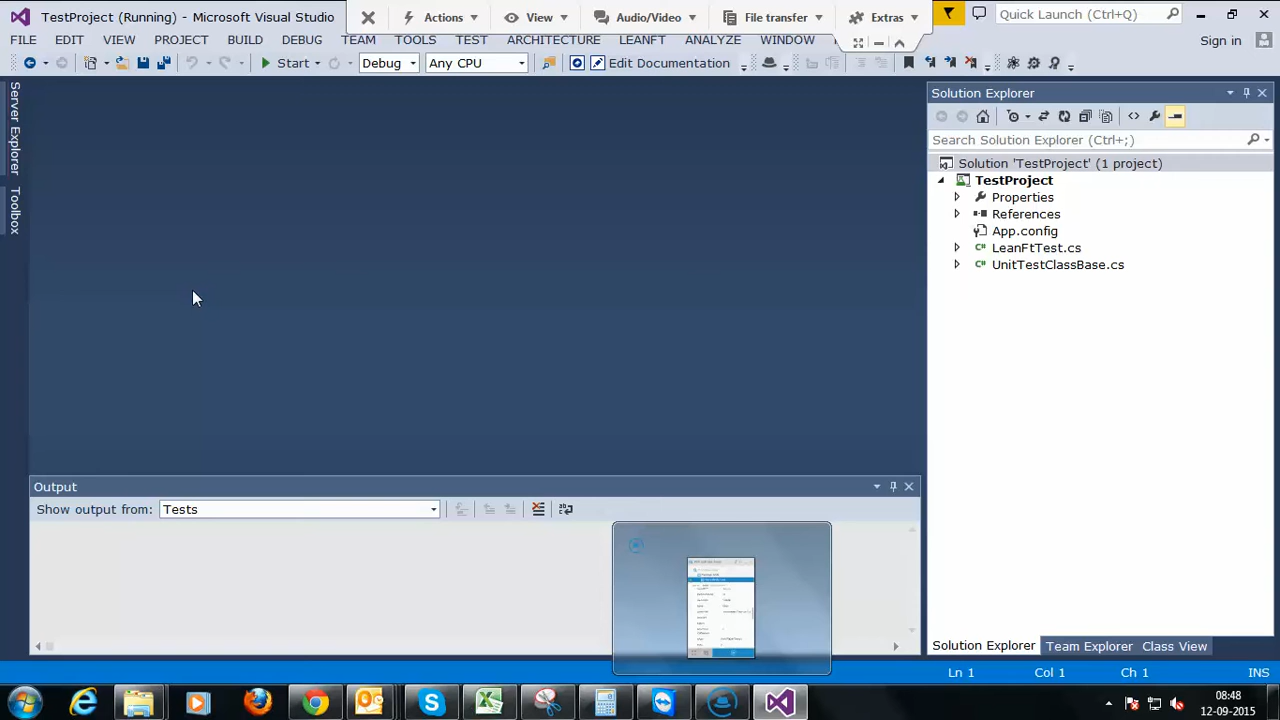 TestProject (Running) - Microsoft Visual Studio
Actions
View
Audio/Video
File transfer
Extras
Quick Launch (Ctrl+Q)
FILE EDIT VIEW PROJECT BUILD DEBUG TEAM TOOLS TEST ARCHITECTURE LEANFT ANALYZE WINDOW
Sign in
Start Debug Any CPU Edit Documentation
Server Explorer
Toolbox
Solution Explorer
Search Solution Explorer (Ctrl+;)
Solution 'TestProject' (1 project)
TestProject
Properties
References
App.config
LeanFtTest.cs
UnitTestClassBase.cs
Output
Show output from: Tests
Solution Explorer Team Explorer Class View
Ln 1 Col 1 Ch 1 INS
08:48
12-09-2015